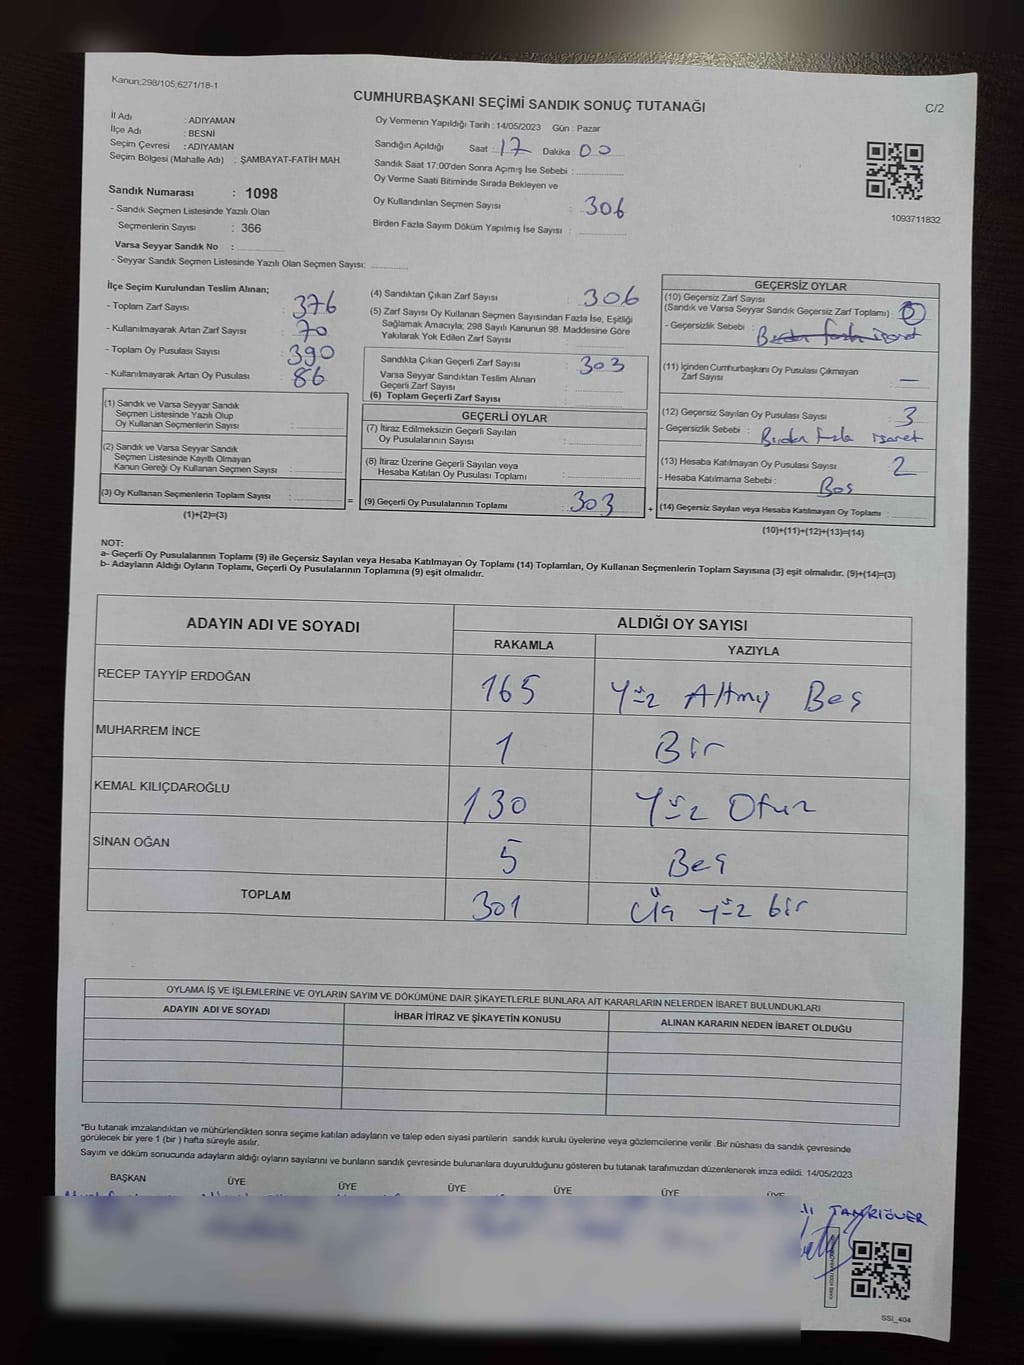 Kanun;298/105;6271/18-1
CUMHURBAŞKANI SEÇİMİ SANDIK SONUÇ TUTANAĞI
C/2
İl Adı : ADIYAMAN
İlçe Adı : BESNİ
Seçim Çevresi : ADIYAMAN
Seçim Bölgesi (Mahalle Adı) : ŞAMBAYAT-FATİH MAH.
Sandık Numarası : 1098
- Sandık Seçmen Listesinde Yazılı Olan
Seçmenlerin Sayısı : 366
Varsa Seyyar Sandık No :
- Seyyar Sandık Seçmen Listesinde Yazılı Olan Seçmen Sayısı:
Oy Vermenin Yapıldığı Tarih : 14/05/2023 Gün : Pazar
Sandığın Açıldığı Saat : 17 Dakika : 00
Sandık Saat 17:00'den Sonra Açımış İse Sebebi :
Oy Verme Saati Bitiminde Sırada Bekleyen ve
Oy Kullandırılan Seçmen Sayısı : 306
Birden Fazla Sayım Döküm Yapılmış İse Sayısı :
1093711832
İlçe Seçim Kurulundan Teslim Alınan;
- Toplam Zarf Sayısı : 376
- Kullanılmayarak Artan Zarf Sayısı : 70
- Toplam Oy Pusulası Sayısı : 390
- Kullanılmayarak Artan Oy Pusulası : 86
(1) Sandık ve Varsa Seyyar Sandık
Seçmen Listesinde Yazılı Olup
Oy Kullanan Seçmenlerin Sayısı :
(2) Sandık ve Varsa Seyyar Sandık
Seçmen Listesinde Kayıtlı Olmayan
Kanun Gereği Oy Kullanan Seçmen Sayısı :
(3) Oy Kullanan Seçmenlerin Toplam Sayısı :
(1)+(2)=(3)
=
(4) Sandıktan Çıkan Zarf Sayısı : 306
(5) Zarf Sayısı Oy Kullanan Seçmen Sayısından Fazla İse, Eşitliği
Sağlamak Amacıyla; 298 Sayılı Kanunun 98. Maddesine Göre
Yakılarak Yok Edilen Zarf Sayısı :
Sandıkta Çıkan Geçerli Zarf Sayısı : 303
Varsa Seyyar Sandıktan Teslim Alınan
Geçerli Zarf Sayısı :
(6) Toplam Geçerli Zarf Sayısı :
GEÇERLİ OYLAR
(7) İtiraz Edilmeksizin Geçerli Sayılan
Oy Pusulalarının Sayısı :
(8) İtiraz Üzerine Geçerli Sayılan veya
Hesaba Katılan Oy Pusulası Toplamı :
(9) Geçerli Oy Pusulalarının Toplamı : 303
+
GEÇERSİZ OYLAR
(10) Geçersiz Zarf Sayısı
(Sandık ve Varsa Seyyar Sandık Geçersiz Zarf Toplamı) : 0
- Geçersizlik Sebebi : Birden fazla işaret
(11) İçinden Cumhurbaşkanı Oy Pusulası Çıkmayan
Zarf Sayısı : —
(12) Geçersiz Sayılan Oy Pusulası Sayısı : 3
- Geçersizlik Sebebi : Birden fazla işaret
(13) Hesaba Katılmayan Oy Pusulası Sayısı : 2
- Hesaba Katılmama Sebebi : Boş
(14) Geçersiz Sayılan veya Hesaba Katılmayan Oy Toplamı :
(10)+(11)+(12)+(13)=(14)
NOT:
a- Geçerli Oy Pusulalarının Toplamı (9) ile Geçersiz Sayılan veya Hesaba Katılmayan Oy Toplamı (14) Toplamları, Oy Kullanan Seçmenlerin Toplam Sayısına (3) eşit olmalıdır. (9)+(14)=(3)
b- Adayların Aldığı Oyların Toplamı, Geçerli Oy Pusulalarının Toplamına (9) eşit olmalıdır.
ADAYIN ADI VE SOYADI ALDIĞI OY SAYISI
RAKAMLA YAZIYLA
RECEP TAYYİP ERDOĞAN 165 Yüz Altmış Beş
MUHARREM İNCE 1 Bir
KEMAL KILIÇDAROĞLU 130 Yüz Otuz
SİNAN OĞAN 5 Beş
TOPLAM 301 Üç yüz bir
OYLAMA İŞ VE İŞLEMLERİNE VE OYLARIN SAYIM VE DÖKÜMÜNE DAİR ŞİKAYETLERLE BUNLARA AİT KARARLARIN NELERDEN İBARET BULUNDUKLARI
ADAYIN ADI VE SOYADI İHBAR İTİRAZ VE ŞİKAYETİN KONUSU ALINAN KARARIN NEDEN İBARET OLDUĞU
"Bu tutanak imzalandıktan ve mühürlendikten sonra seçime katılan adayların ve talep eden siyasi partilerin sandık kurulu üyelerine veya gözlemcilerine verilir .Bir nüshası da sandık çevresinde
görülecek bir yere 1 (bir ) hafta süreyle asılır.
Sayım ve döküm sonucunda adayların aldığı oyların sayılarını ve bunların sandık çevresinde bulunanlara duyurulduğunu gösteren bu tutanak tarafımızdan düzenlenerek imza edildi. 14/05/2023
BAŞKAN ÜYE ÜYE ÜYE ÜYE ÜYE ÜYE
TANRIÖVER
SSI_404